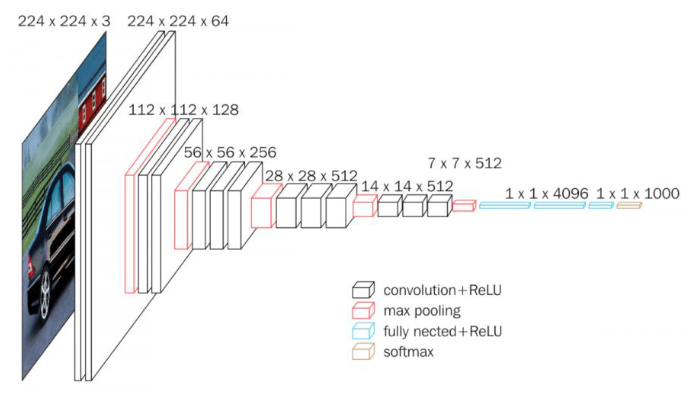 224 x 224 x 3
224 x 224 x 64
112 x 112 x 128
56 x 56 x 256
28 x 28 x 512
14 x 14 x 512
7 x 7 x 512
1 x 1 x 4096
1 x 1 x 1000
convolution+ReLU
max pooling
fully nected+ReLU
softmax